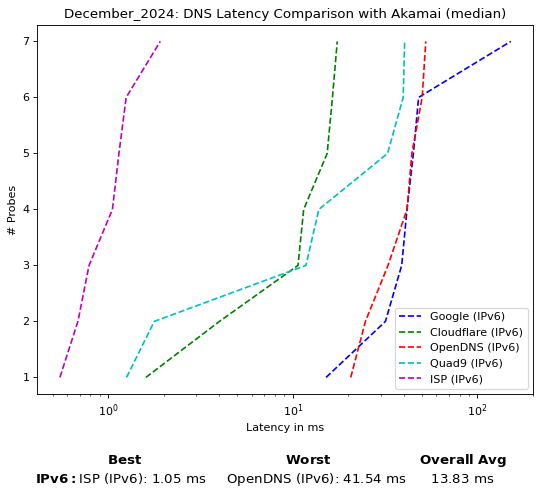 December_2024: DNS Latency Comparison with Akamai (median)
7
6
5
4
3
2
1
# Probes
10⁰
10¹
10²
Latency in ms
Google (IPv6)
Cloudflare (IPv6)
OpenDNS (IPv6)
Quad9 (IPv6)
ISP (IPv6)
Best Worst Overall Avg
IPv6: ISP (IPv6): 1.05 ms OpenDNS (IPv6): 41.54 ms 13.83 ms